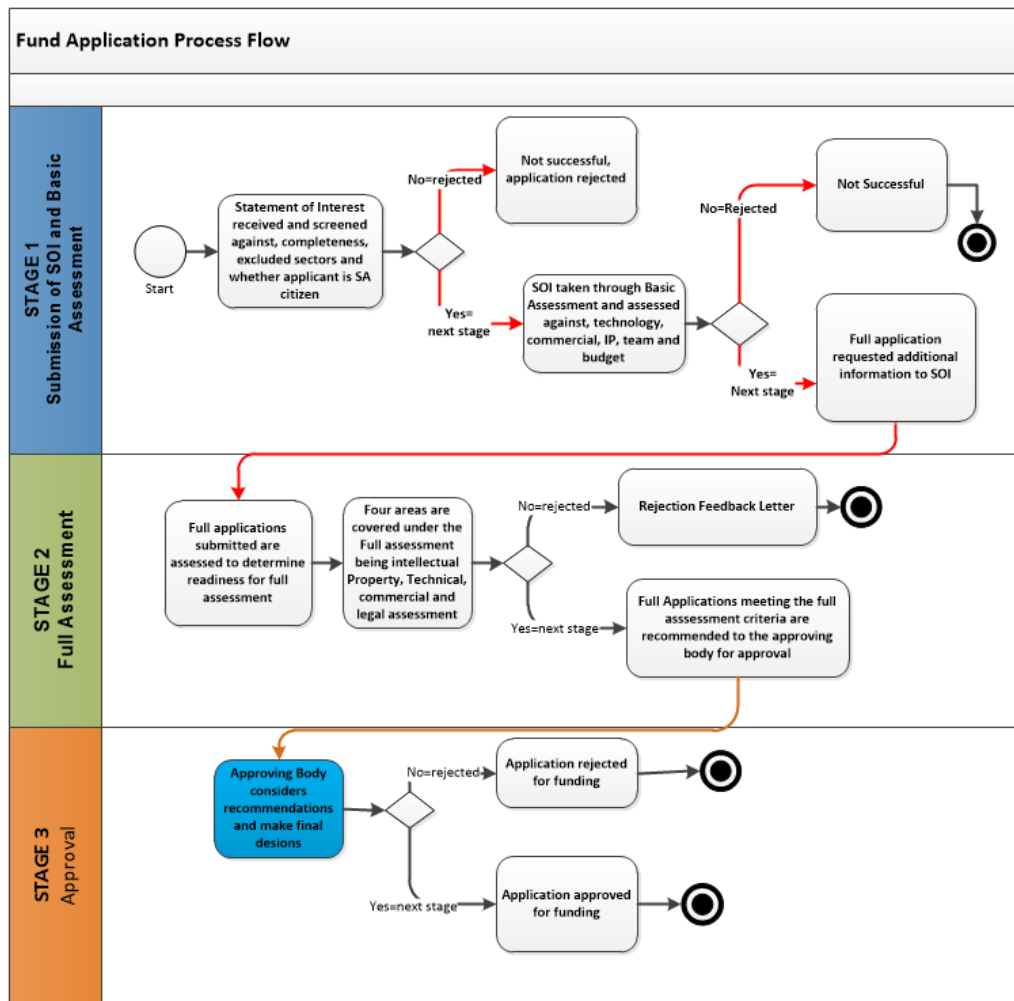 Fund Application Process Flow
STAGE 1
Submission of SOI and Basic
Assessment
Start
Statement of Interest
received and screened
against, completeness,
excluded sectors and
whether applicant is SA
citizen
No=rejected
Not successful,
application rejected
Yes=
next stage
SOI taken through Basic
Assessment and assessed
against, technology,
commercial, IP, team and
budget
No=Rejected
Not Successful
Yes=
Next stage
Full application
requested additional
information to SOI
STAGE 2
Full Assessment
Full applications
submitted are
assessed to determine
readiness for full
assessment
Four areas are
covered under the
Full assessment
being intellectual
Property, Technical,
commercial and
legal assessment
No=rejected
Rejection Feedback Letter
Yes=next stage
Full Applications meeting the full
asssessment criteria are
recommended to the approving
body for approval
STAGE 3
Approval
Approving Body
considers
recommendations
and make final
desions
No=rejected
Application rejected
for funding
Yes=next stage
Application approved
for funding